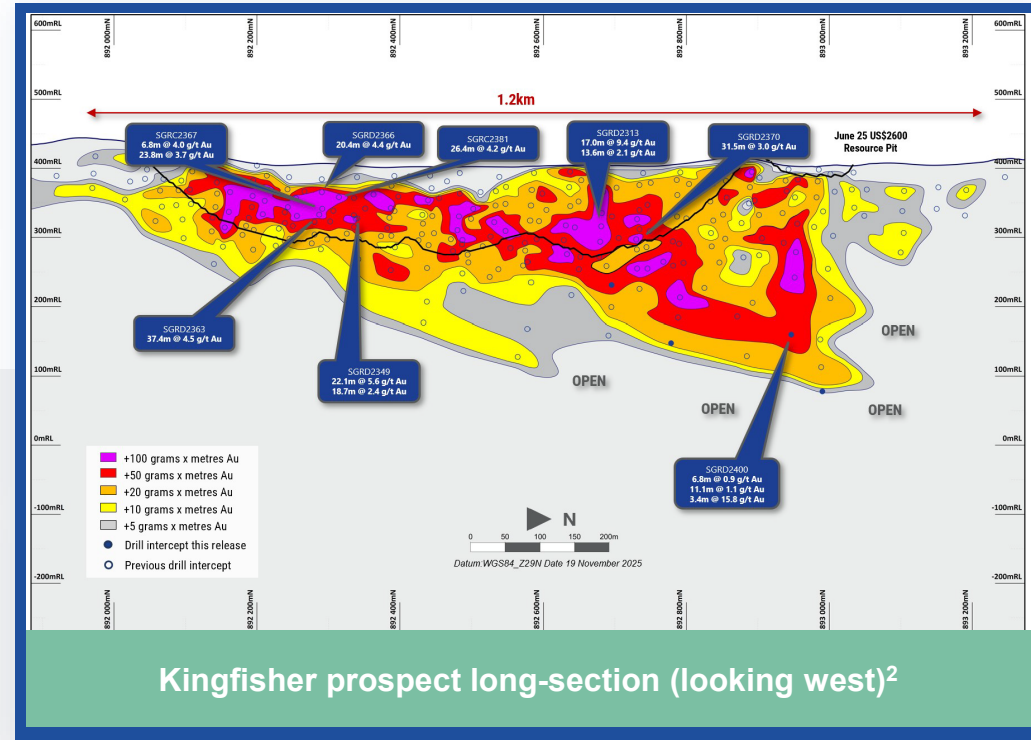 600mRL
600mRL
892 000mN
892 200mN
892 400mN
892 600mN
892 800mN
893 000mN
893 200mN
500mRL
500mRL
1.2km
SGRC2367
6.8m @ 4.0 g/t Au
23.8m @ 3.7 g/t Au
SGRD2366
20.4m @ 4.4 g/t Au
SGRC2381
26.4m @ 4.2 g/t Au
SGRD2313
17.0m @ 9.4 g/t Au
13.6m @ 2.1 g/t Au
SGRD2370
31.5m @ 3.0 g/t Au
June 25 US$2600
Resource Pit
400mRL
400mRL
300mRL
300mRL
200mRL
200mRL
SGRD2363
37.4m @ 4.5 g/t Au
OPEN
SGRD2349
22.1m @ 5.6 g/t Au
18.7m @ 2.4 g/t Au
OPEN
100mRL
100mRL
OPEN
OPEN
0mRL
0mRL
SGRD2400
6.8m @ 0.9 g/t Au
11.1m @ 1.1 g/t Au
3.4m @ 15.8 g/t Au
+100 grams x metres Au
+50 grams x metres Au
+20 grams x metres Au
+10 grams x metres Au
+5 grams x metres Au
Drill intercept this release
Previous drill intercept
-100mRL
-100mRL
N
0 50 100 150 200m
Datum:WGS84_Z29N Date 19 November 2025
-200mRL
-200mRL
892 000mN
892 200mN
892 400mN
892 600mN
892 800mN
893 000mN
893 200mN
Kingfisher prospect long-section (looking west)2